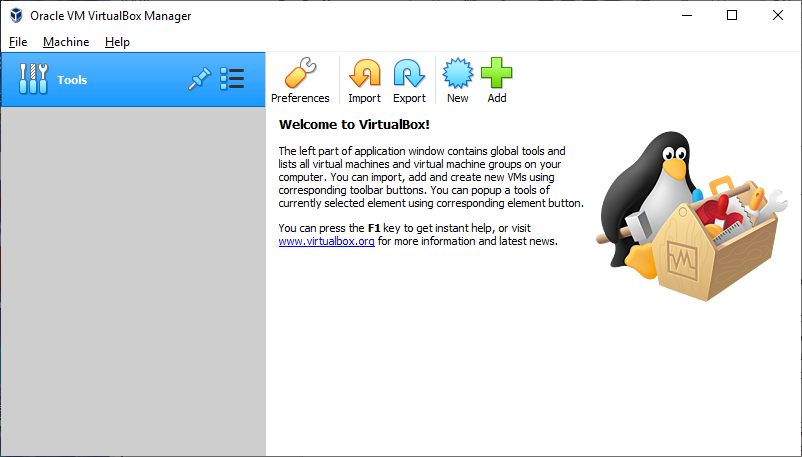 Oracle VM VirtualBox Manager
File Machine Help
Tools
Preferences Import Export New Add
Welcome to VirtualBox!
The left part of application window contains global tools and
lists all virtual machines and virtual machine groups on your
computer. You can import, add and create new VMs using
corresponding toolbar buttons. You can popup a tools of
currently selected element using corresponding element button.
You can press the F1 key to get instant help, or visit
www.virtualbox.org for more information and latest news.